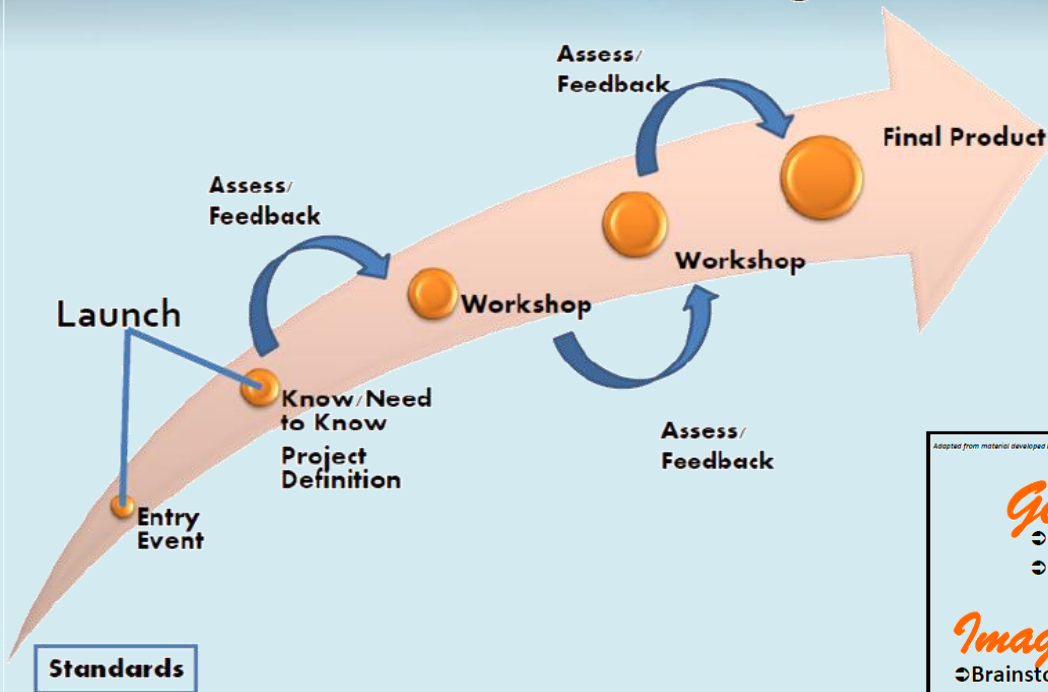 Assess/
Feedback
Final Product
Assess/
Feedback
Workshop
Workshop
Launch
Know/Need
to Know
Project
Definition
Assess/
Feedback
Entry
Event
Standards
Adapted from material developed